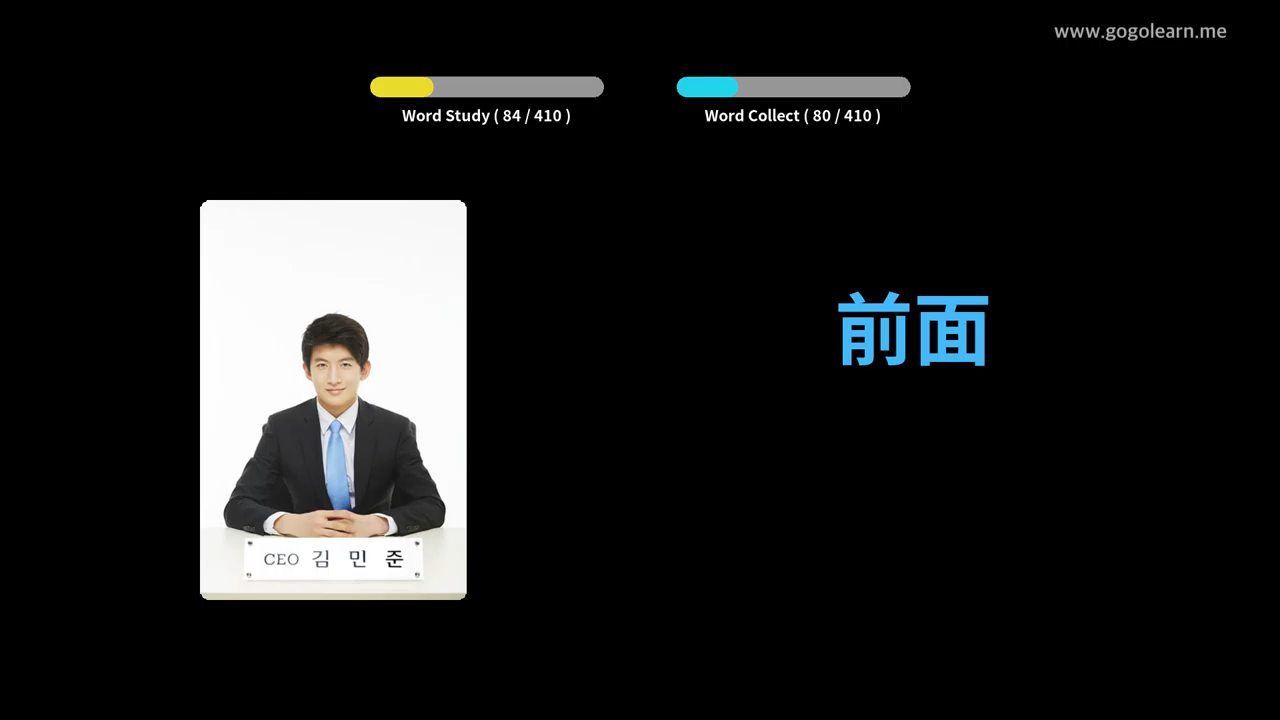 www.gogolearn.me
Word Study ( 84 / 410 )
Word Collect ( 80 / 410 )
前面
CEO 김 민 준